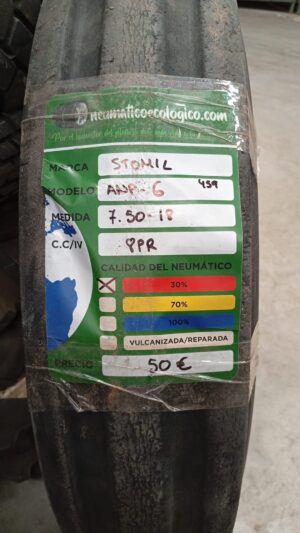 neumaticoecologico.com
MARCA STOMIL
MODELO ANP-6 459
MEDIDA 7.50-18
C.C/IV 8PR
CALIDAD DEL NEUMÁTICO
30%
70%
100%
VULCANIZADA/REPARADA
PRECIO 50 €